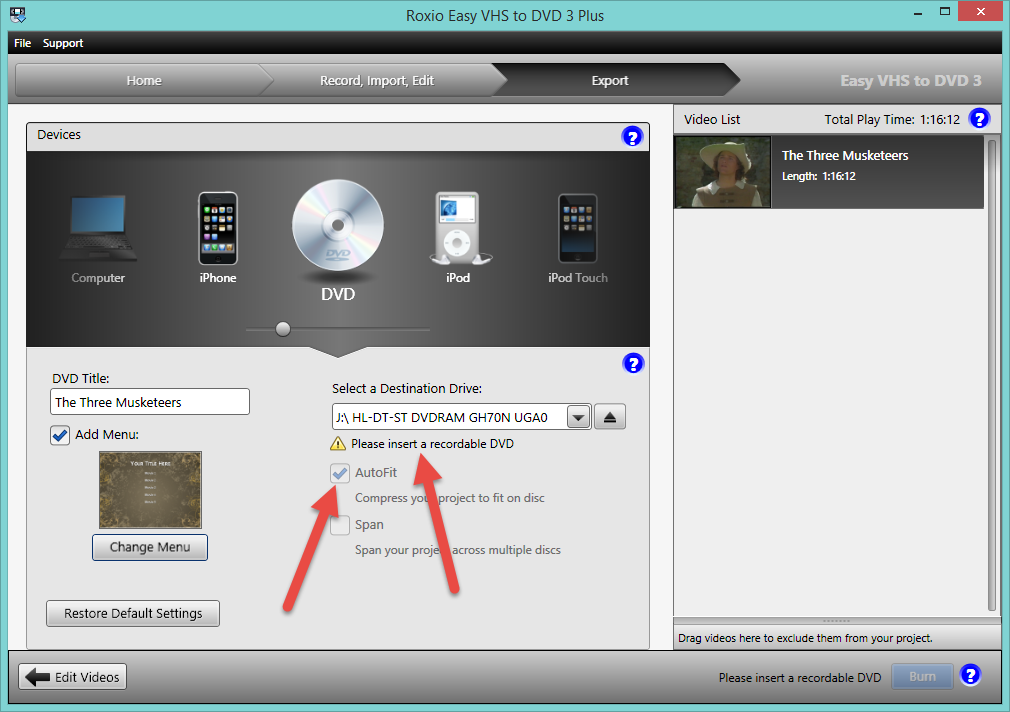 Roxio Easy VHS to DVD 3 Plus
File Support
Home
Record, Import, Edit
Export
Easy VHS to DVD 3
Devices
?
Computer
iPhone
DVD
DVD
iPod
iPod Touch
?
DVD Title:
The Three Musketeers
Add Menu:
YOUR TITLE HERE
Change Menu
Restore Default Settings
Select a Destination Drive:
J:\ HL-DT-ST DVDRAM GH70N UGA0
Please insert a recordable DVD
AutoFit
Compress your project to fit on disc
Span
Span your project across multiple discs
Video List
Total Play Time: 1:16:12
?
The Three Musketeers
Length: 1:16:12
Drag videos here to exclude them from your project.
Edit Videos
Please insert a recordable DVD
Burn
?